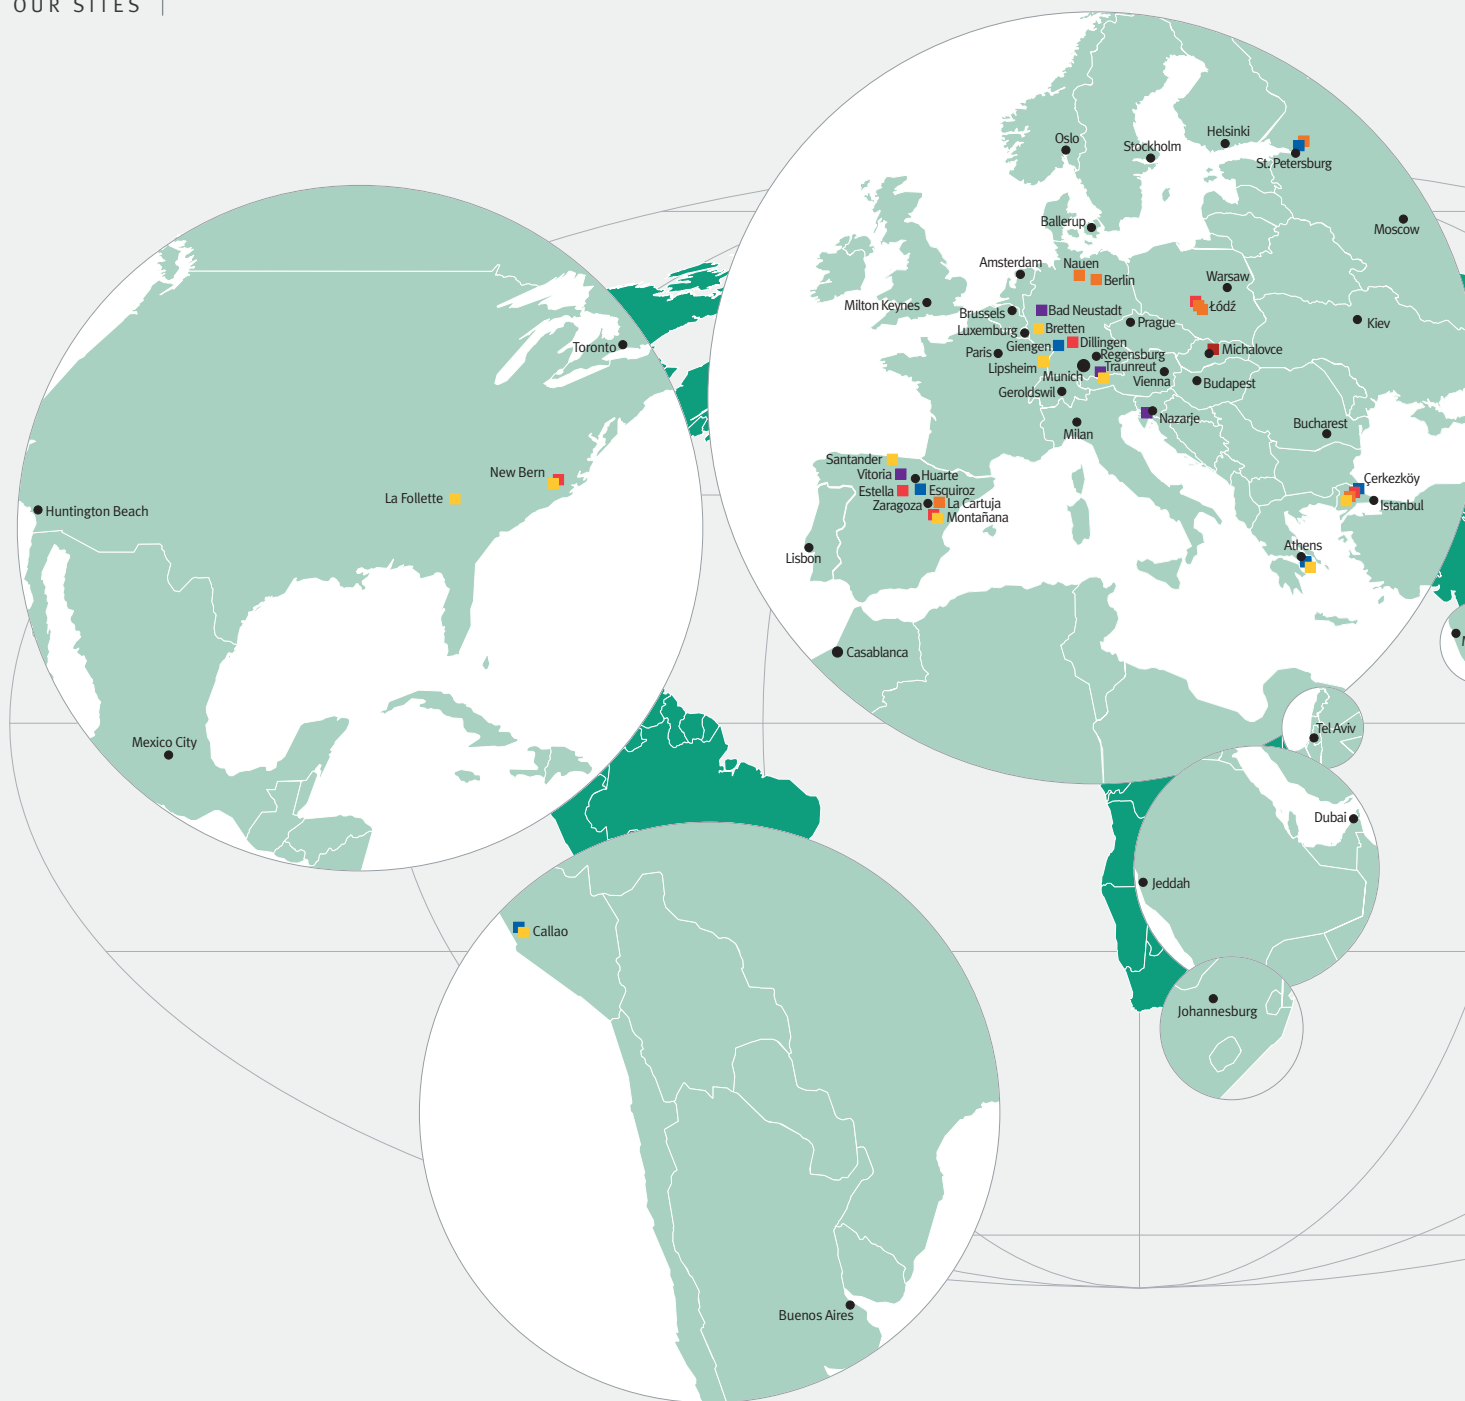 OUR SITES
Oslo
Stockholm
Helsinki
St. Petersburg
Moscow
Ballerup
Amsterdam
Nauen
Berlin
Warsaw
Milton Keynes
Brussels
Bad Neustadt
Łódź
Luxemburg
Bretten
Prague
Kiev
Toronto
Paris
Giengen
Dillingen
Regensburg
Michalovce
Lipsheim
Munich
Traunreut
Vienna
Budapest
Geroldswil
Nazarje
Milan
Bucharest
Santander
Vitoria
Huarte
Çerkezköy
Estella
Esquiroz
New Bern
La Follette
Zaragoza
La Cartuja
Istanbul
Huntington Beach
Montañana
Lisbon
Athens
Casablanca
Mexico City
Tel Aviv
Dubai
Jeddah
Callao
Johannesburg
Buenos Aires